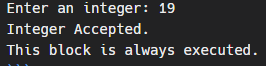 Enter an integer: 19
Integer Accepted.
This block is always executed.
```